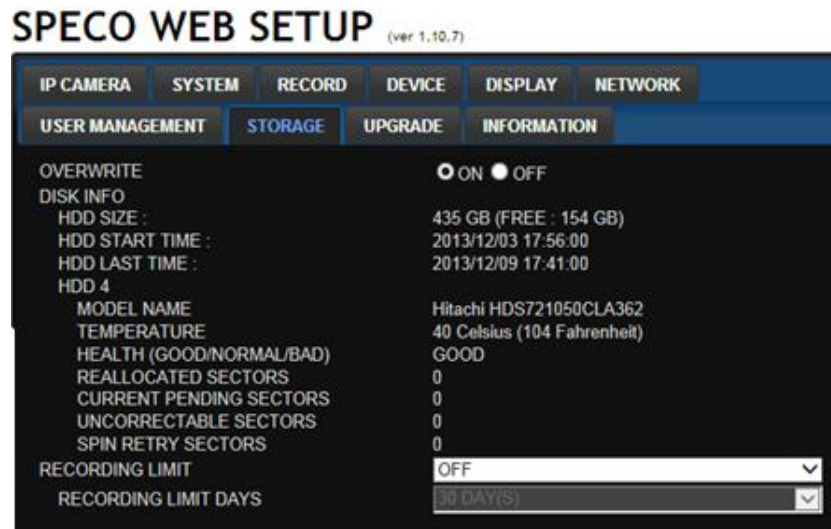 SPECO WEB SETUP (ver 1.10.7)
IP CAMERA SYSTEM RECORD DEVICE DISPLAY NETWORK
USER MANAGEMENT STORAGE UPGRADE INFORMATION
OVERWRITE ON OFF
DISK INFO
HDD SIZE : 435 GB (FREE : 154 GB)
HDD START TIME : 2013/12/03 17:56:00
HDD LAST TIME : 2013/12/09 17:41:00
HDD 4
MODEL NAME Hitachi HDS721050CLA362
TEMPERATURE 40 Celsius (104 Fahrenheit)
HEALTH (GOOD/NORMAL/BAD) GOOD
REALLOCATED SECTORS 0
CURRENT PENDING SECTORS 0
UNCORRECTABLE SECTORS 0
SPIN RETRY SECTORS 0
RECORDING LIMIT OFF
RECORDING LIMIT DAYS 30 DAY(S)